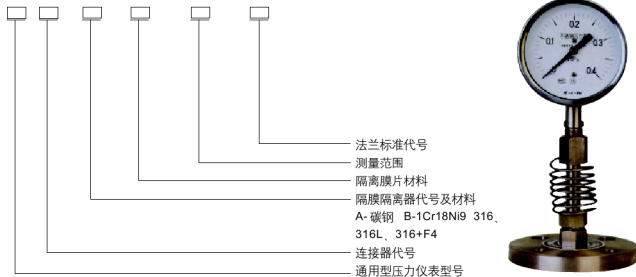 法兰标准代号
测量范围
隔离膜片材料
隔膜隔离器代号及材料
A- 碳钢 B-1Cr18Ni9 316、
316L、316+F4
连接器代号
通用型压力仪表型号
0.1
0.2
0.3
0.4